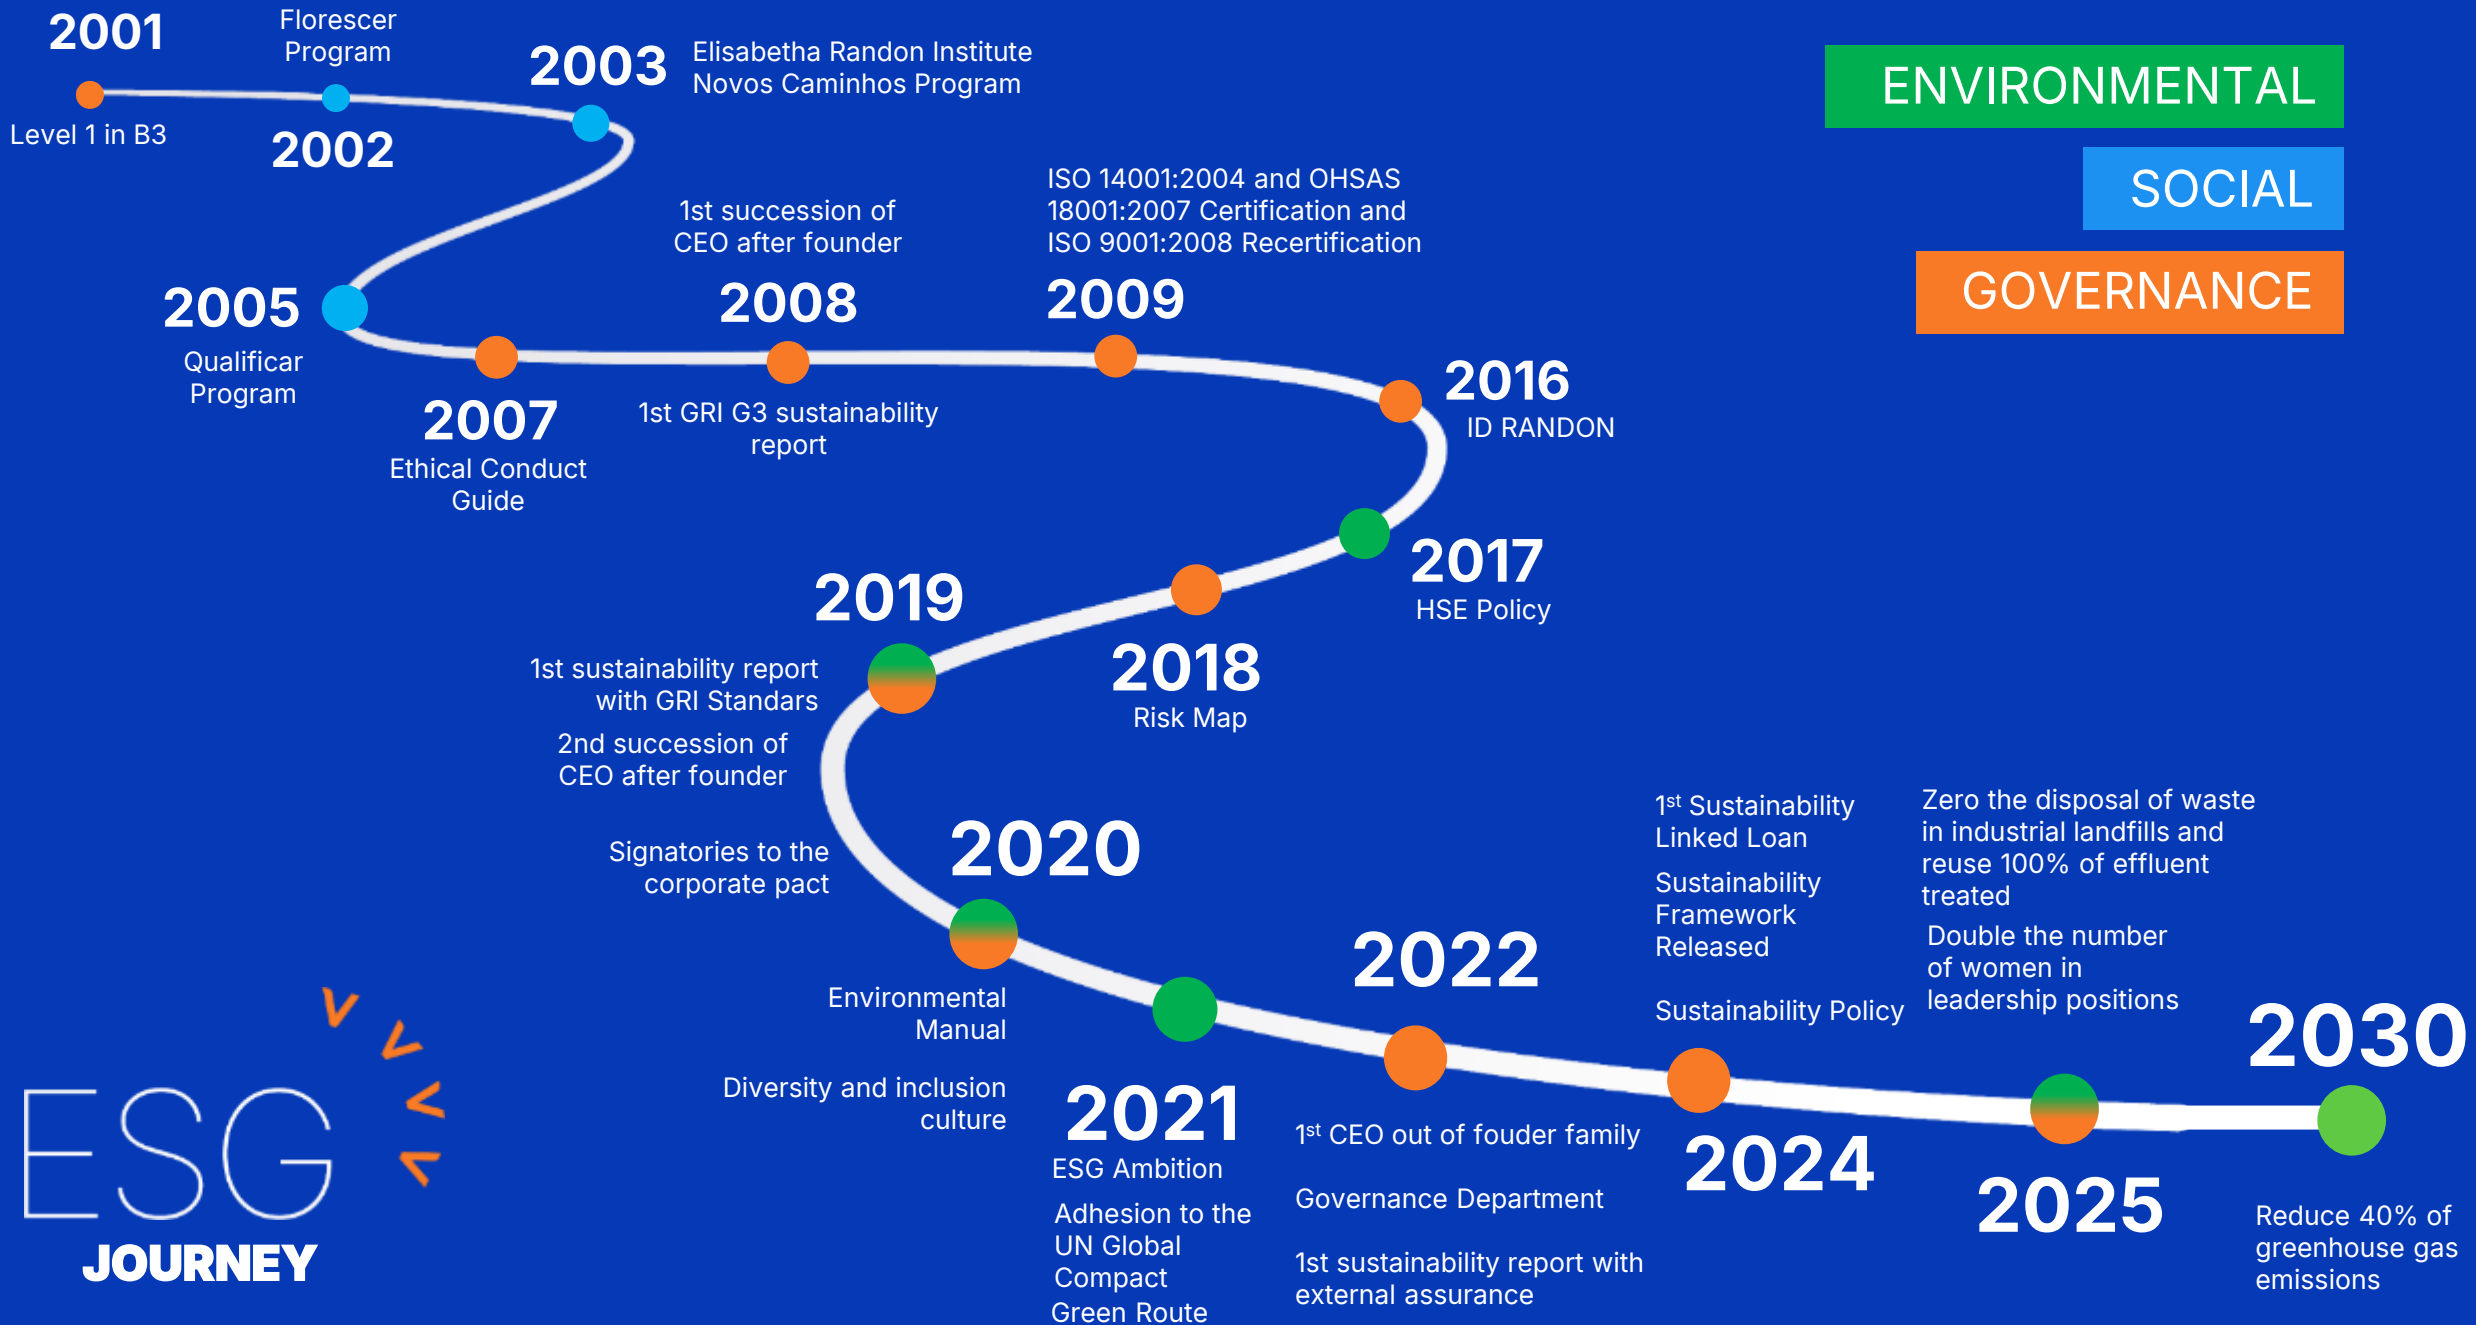 2001
Level 1 in B3
Florescer
Program
2002
2003
Elisabetha Randon Institute
Novos Caminhos Program
ENVIRONMENTAL
SOCIAL
GOVERNANCE
2005
Qualificar
Program
2007
Ethical Conduct
Guide
1st succession of
CEO after founder
2008
1st GRI G3 sustainability
report
ISO 14001:2004 and OHSAS
18001:2007 Certification and
ISO 9001:2008 Recertification
2009
2016
ID RANDON
2017
HSE Policy
2018
Risk Map
2019
1st sustainability report
with GRI Standars
2nd succession of
CEO after founder
Signatories to the
corporate pact
2020
Environmental
Manual
Diversity and inclusion
culture
2021
ESG Ambition
Adhesion to the
UN Global
Compact
Green Route
2022
1st CEO out of fouder family
Governance Department
1st sustainability report with
external assurance
1st Sustainability
Linked Loan
Sustainability
Framework
Released
Sustainability Policy
2024
Zero the disposal of waste
in industrial landfills and
reuse 100% of effluent
treated
Double the number
of women in
leadership positions
2025
2030
Reduce 40% of
greenhouse gas
emissions
ESG
JOURNEY